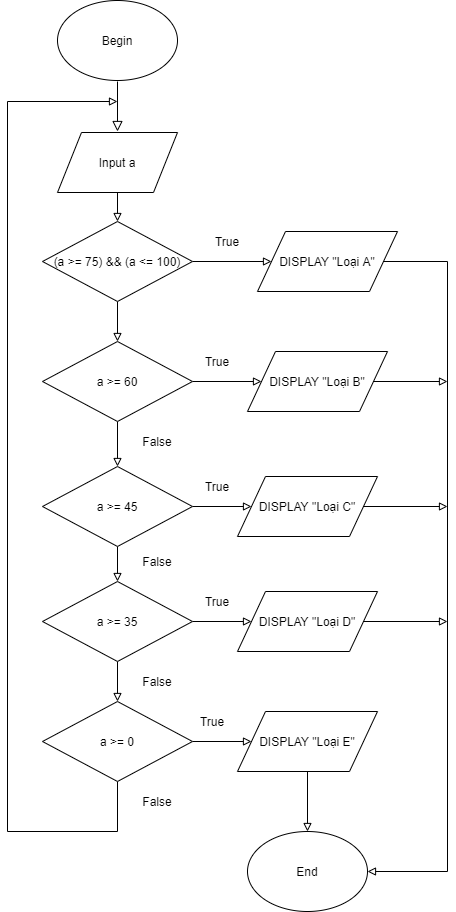 Begin
Input a
(a >= 75) && (a <= 100)
True
DISPLAY "Loại A"
a >= 60
True
DISPLAY "Loại B"
False
a >= 45
True
DISPLAY "Loại C"
False
a >= 35
True
DISPLAY "Loại D"
False
a >= 0
True
DISPLAY "Loại E"
False
End